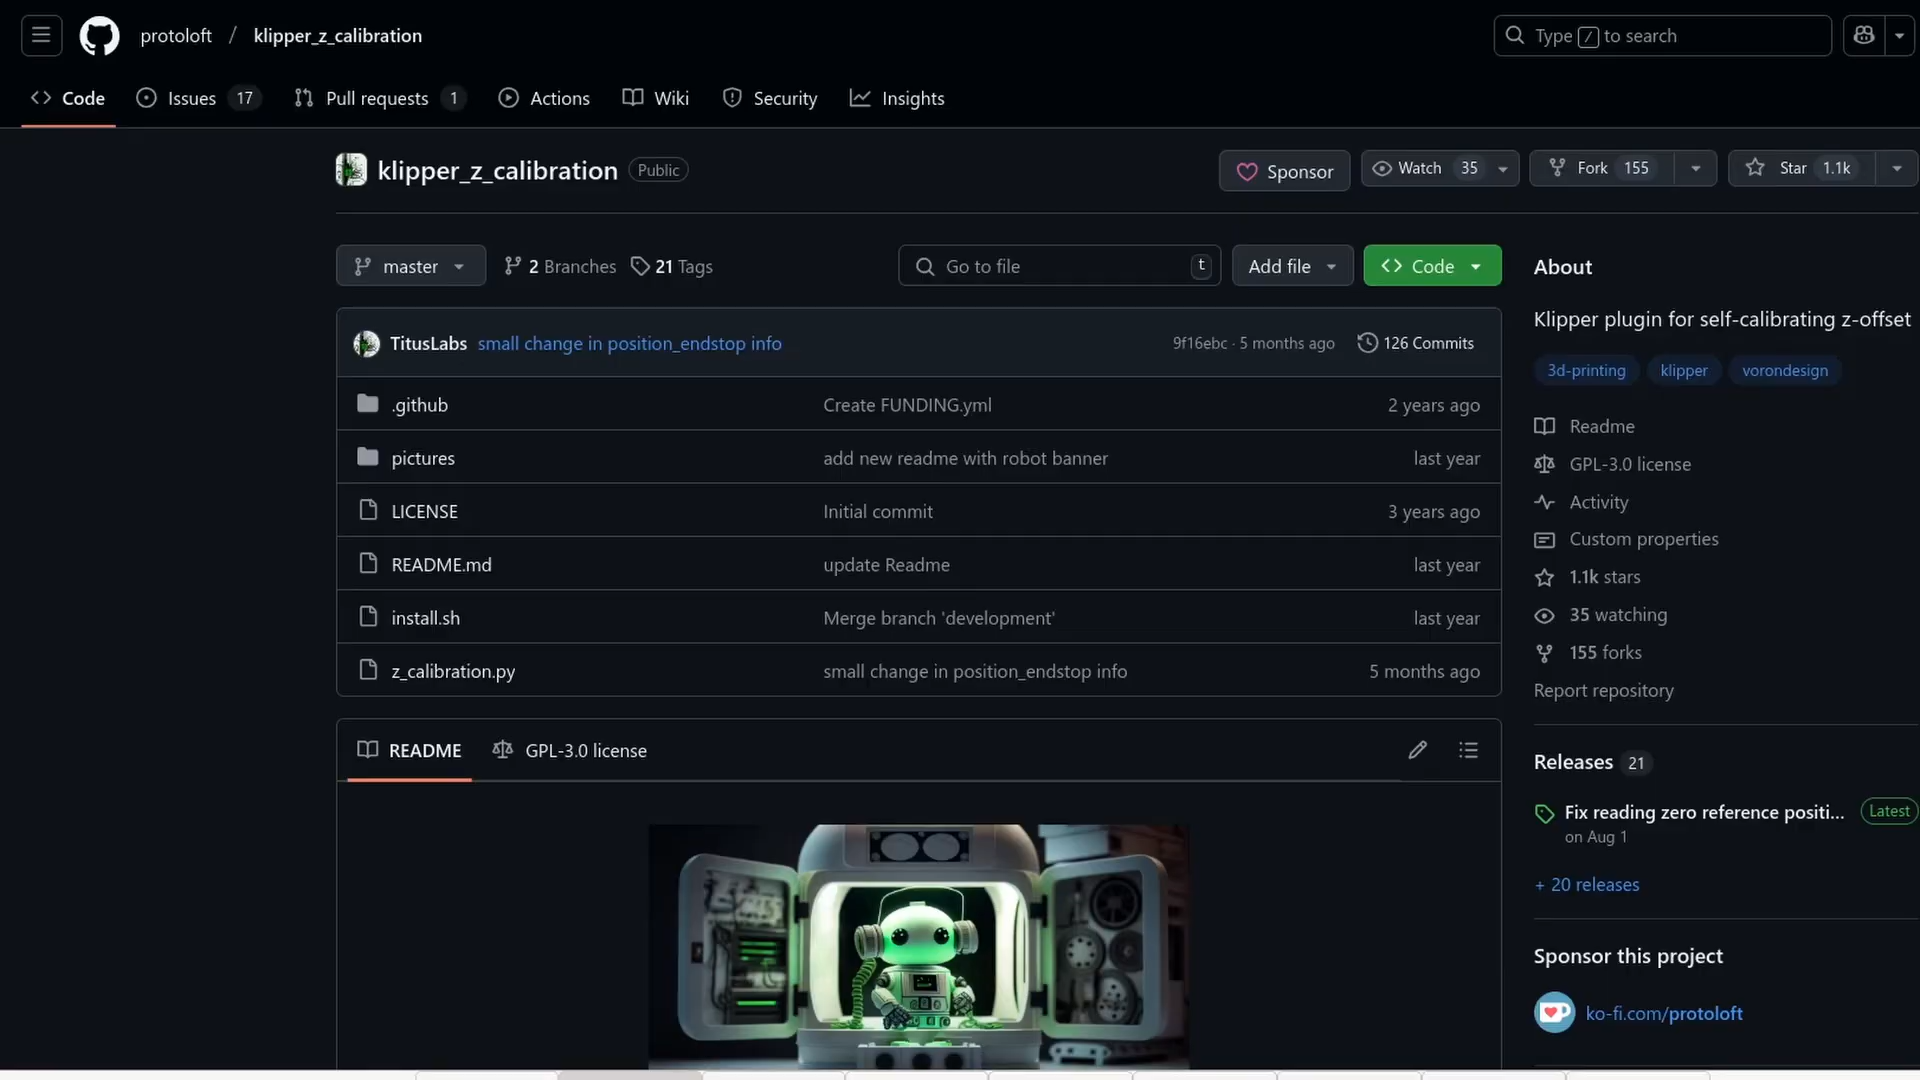 protoloft / klipper_z_calibration
Type / to search
Code
Issues 17
Pull requests 1
Actions
Wiki
Security
Insights
klipper_z_calibration Public
Sponsor
Watch 35
Fork 155
Star 1.1k
master
2 Branches
21 Tags
Go to file t
Add file
Code
TitusLabs small change in position_endstop info
9f16ebc · 5 months ago
126 Commits
.github Create FUNDING.yml 2 years ago
pictures add new readme with robot banner last year
LICENSE Initial commit 3 years ago
README.md update Readme last year
install.sh Merge branch 'development' last year
z_calibration.py small change in position_endstop info 5 months ago
README
GPL-3.0 license
About
Klipper plugin for self-calibrating z-offset
3d-printing klipper vorondesign
Readme
GPL-3.0 license
Activity
Custom properties
1.1k stars
35 watching
155 forks
Report repository
Releases 21
Fix reading zero reference positi... Latest
on Aug 1
+ 20 releases
Sponsor this project
ko-fi.com/protoloft